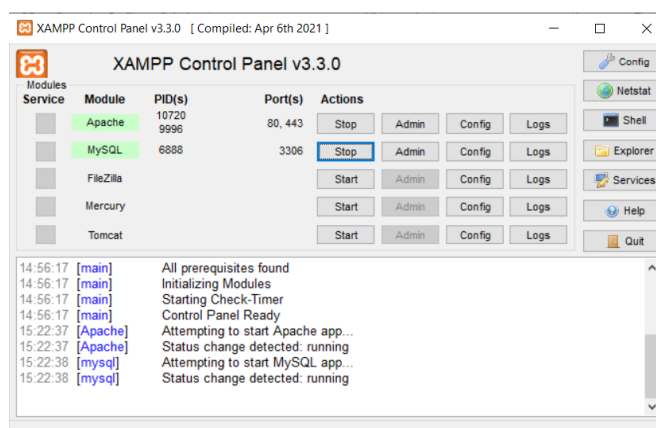 XAMPP Control Panel v3.3.0 [ Compiled: Apr 6th 2021 ]
XAMPP Control Panel v3.3.0
Config
Modules
Service Module PID(s) Port(s) Actions
Netstat
Apache 10720 9996 80, 443 Stop Admin Config Logs
Shell
MySQL 6888 3306 Stop Admin Config Logs
Explorer
FileZilla Start Admin Config Logs
Services
Mercury Start Admin Config Logs
Help
Tomcat Start Admin Config Logs
Quit
14:56:17 [main] All prerequisites found
14:56:17 [main] Initializing Modules
14:56:17 [main] Starting Check-Timer
14:56:17 [main] Control Panel Ready
15:22:37 [Apache] Attempting to start Apache app...
15:22:37 [Apache] Status change detected: running
15:22:38 [mysql] Attempting to start MySQL app...
15:22:38 [mysql] Status change detected: running